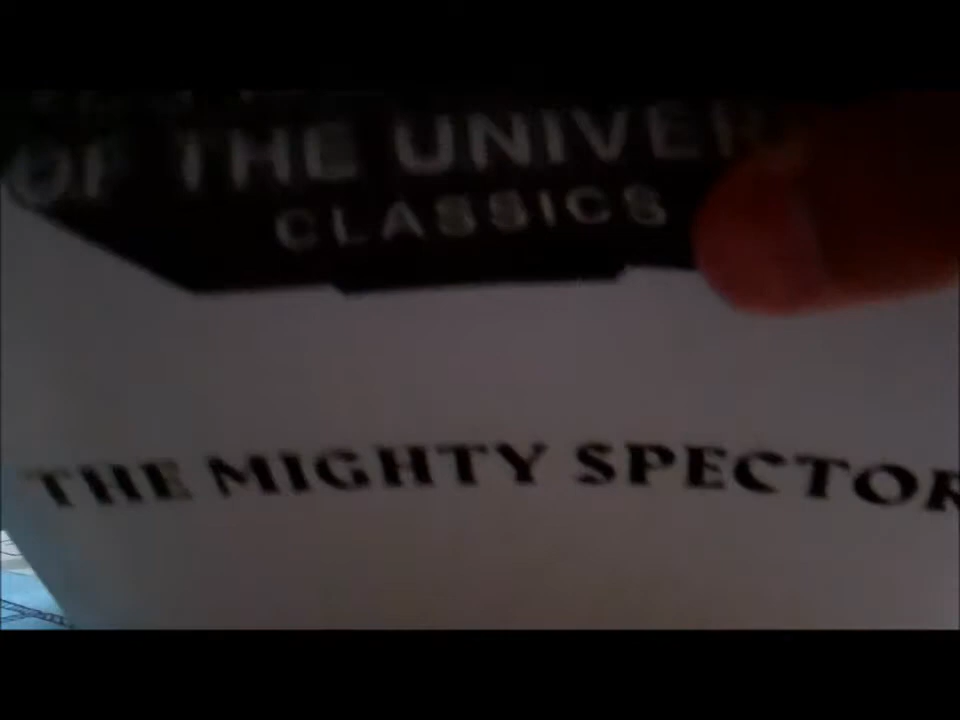 OF THE UNIVER
CLASSICS
THE MIGHTY SPECTOR